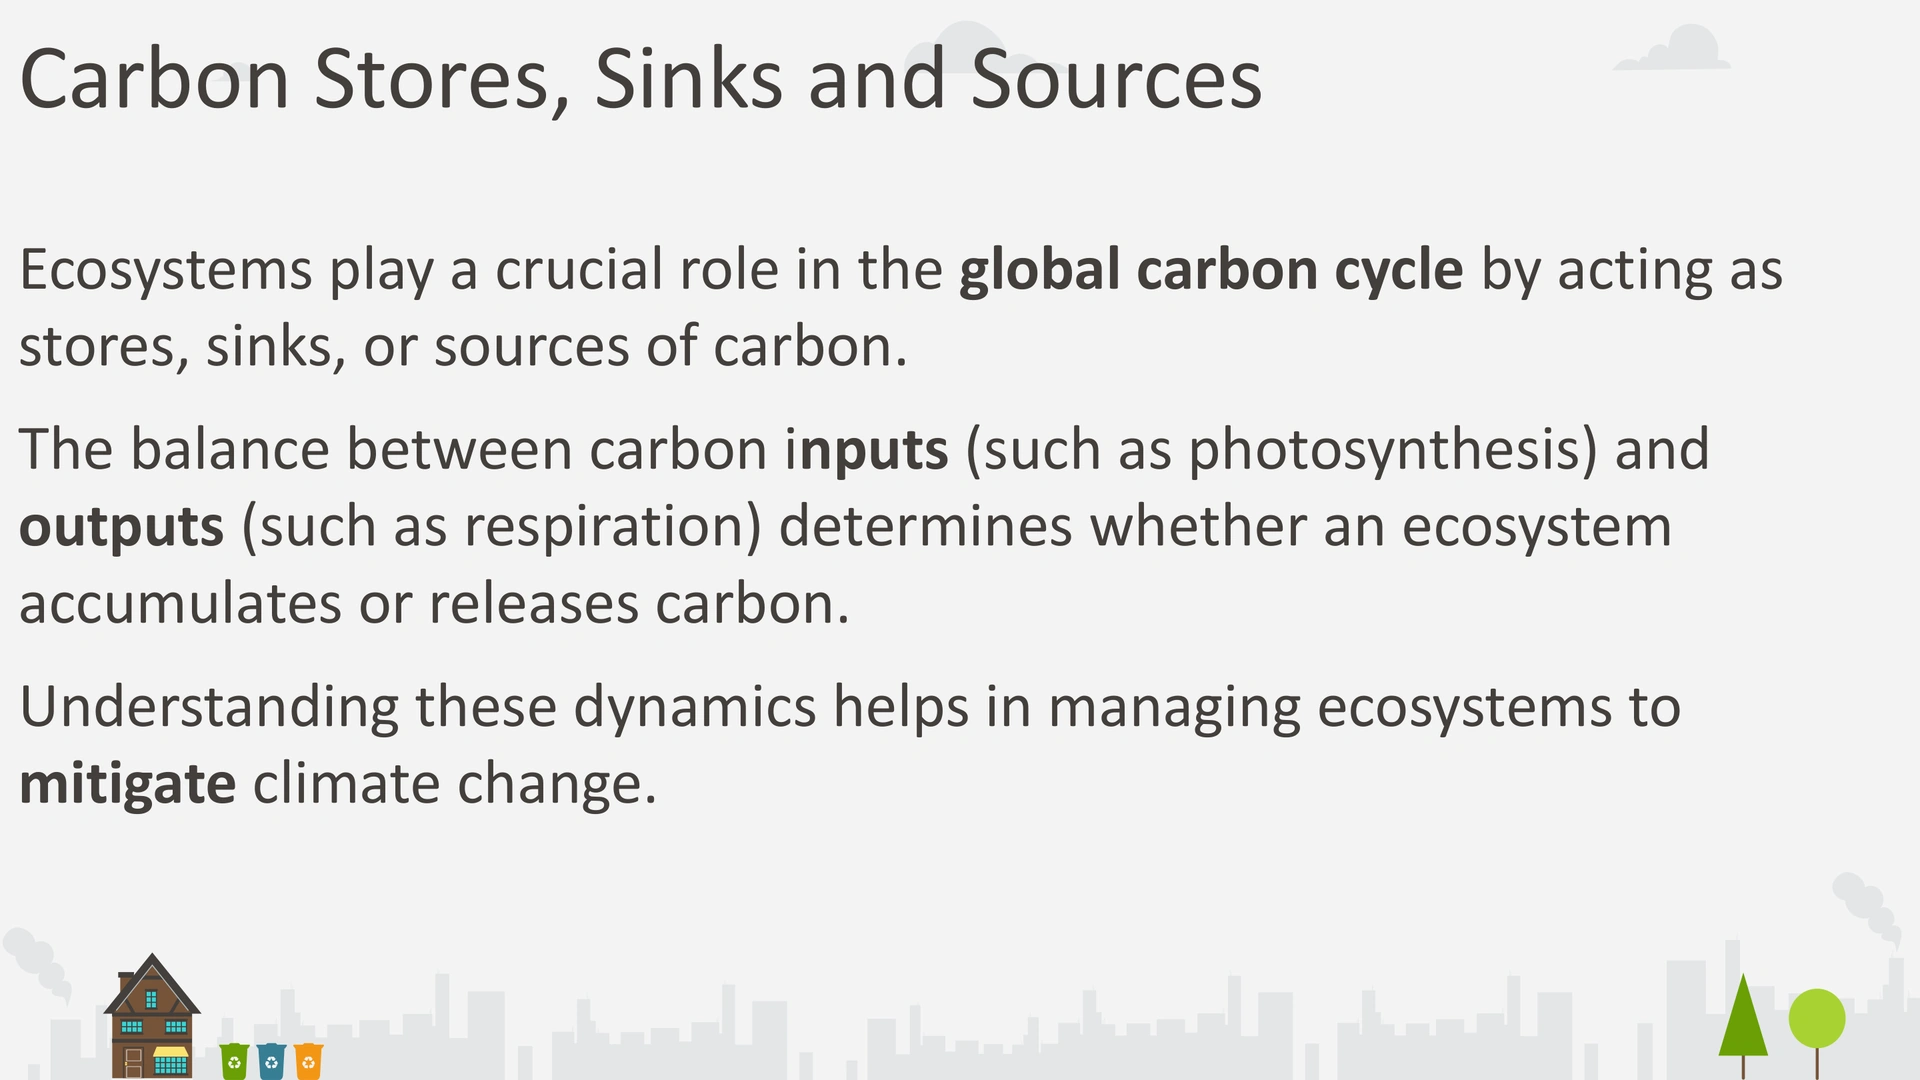 Carbon Stores, Sinks and Sources
Ecosystems play a crucial role in the global carbon cycle by acting as
stores, sinks, or sources of carbon.
The balance between carbon inputs (such as photosynthesis) and
outputs (such as respiration) determines whether an ecosystem
accumulates or releases carbon.
Understanding these dynamics helps in managing ecosystems to
mitigate climate change.